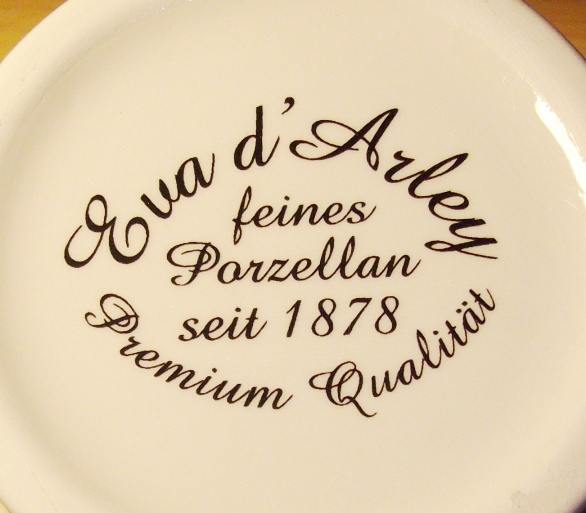 Eva d'Arley
feines
Porzellan
seit 1878
Premium Qualität